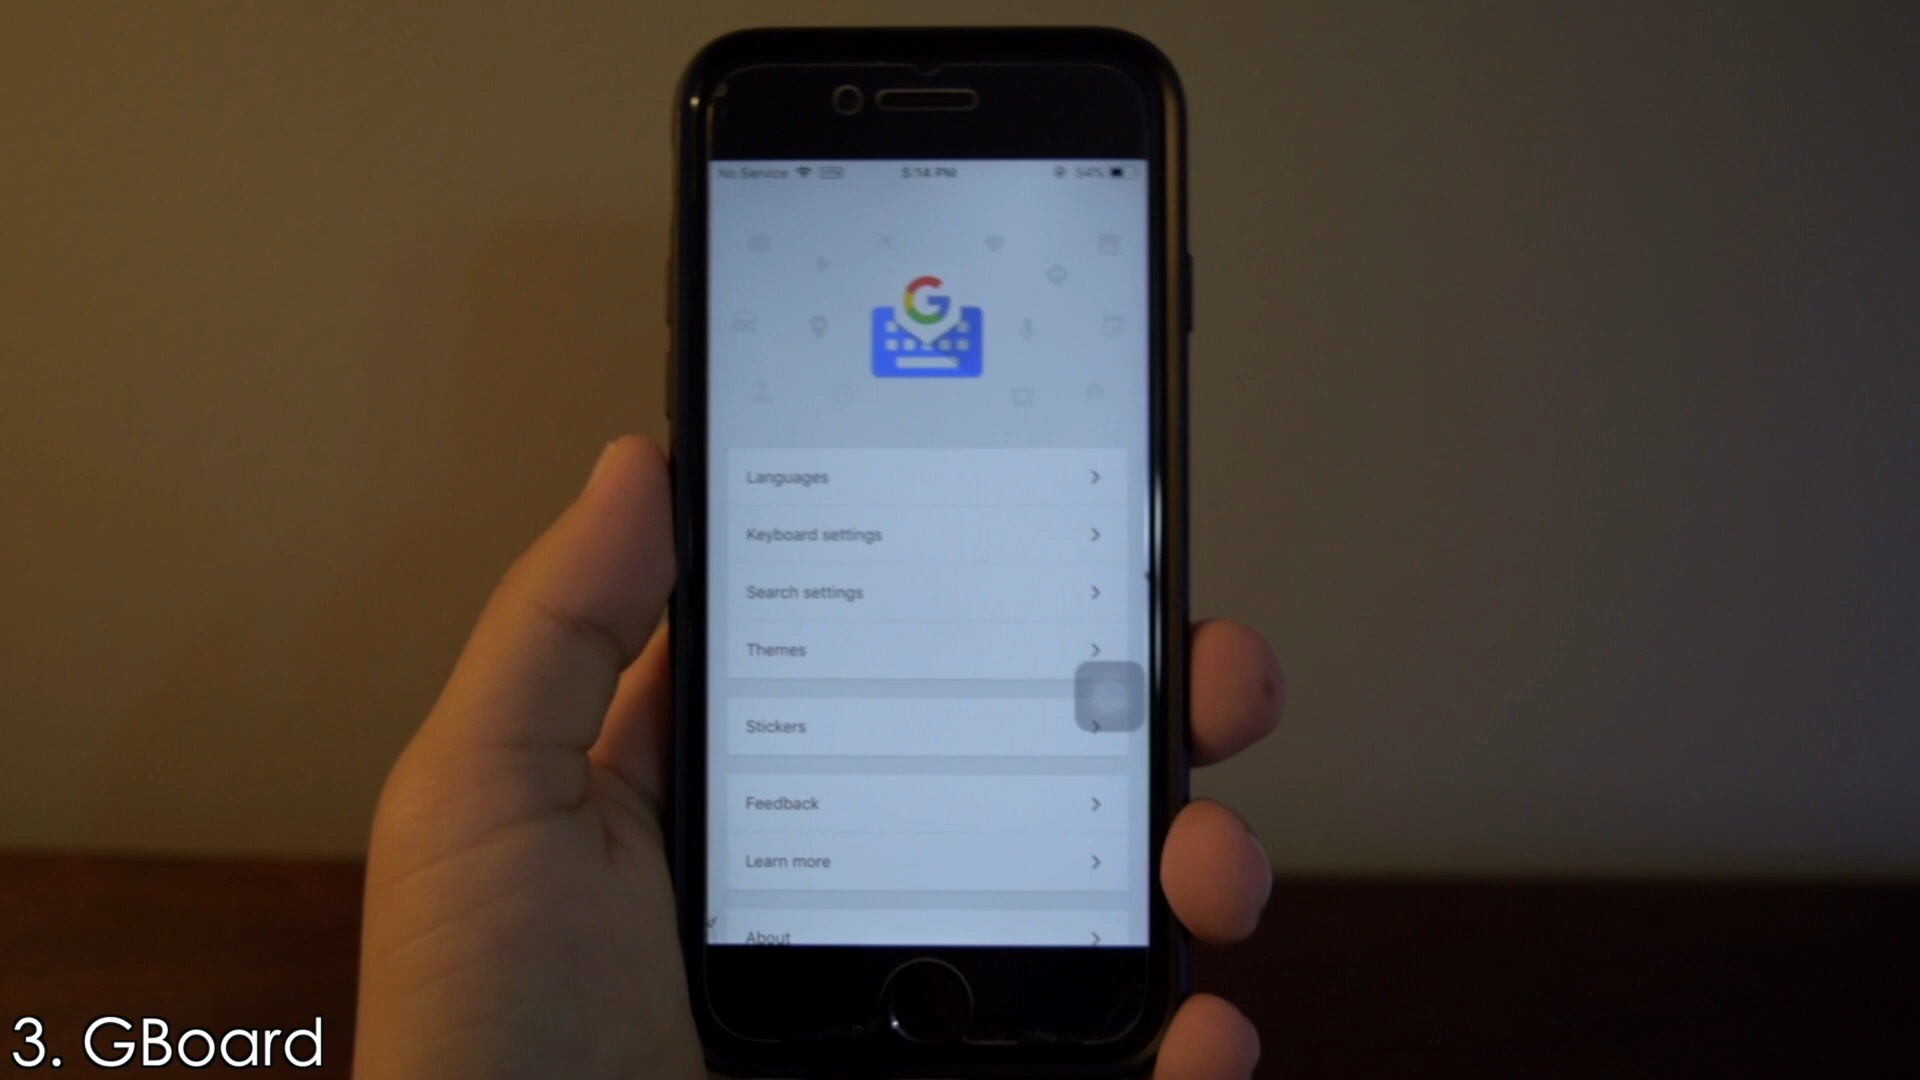 No Service 5:14 PM 54%
G
Languages
Keyboard settings
Search settings
Themes
Stickers
Feedback
Learn more
About
3. GBoard